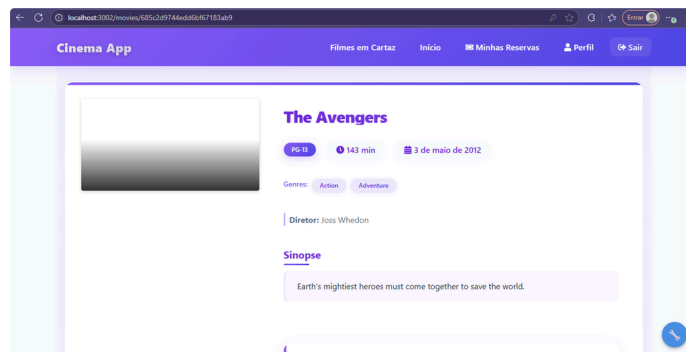 localhost:3002/movies/685c2d9744edd6bf67183ab9
Entrar
Cinema App
Filmes em Cartaz
Início
Minhas Reservas
Perfil
Sair
The Avengers
PG-13
143 min
3 de maio de 2012
Genres:
Action
Adventure
Diretor: Joss Whedon
Sinopse
Earth's mightiest heroes must come together to save the world.